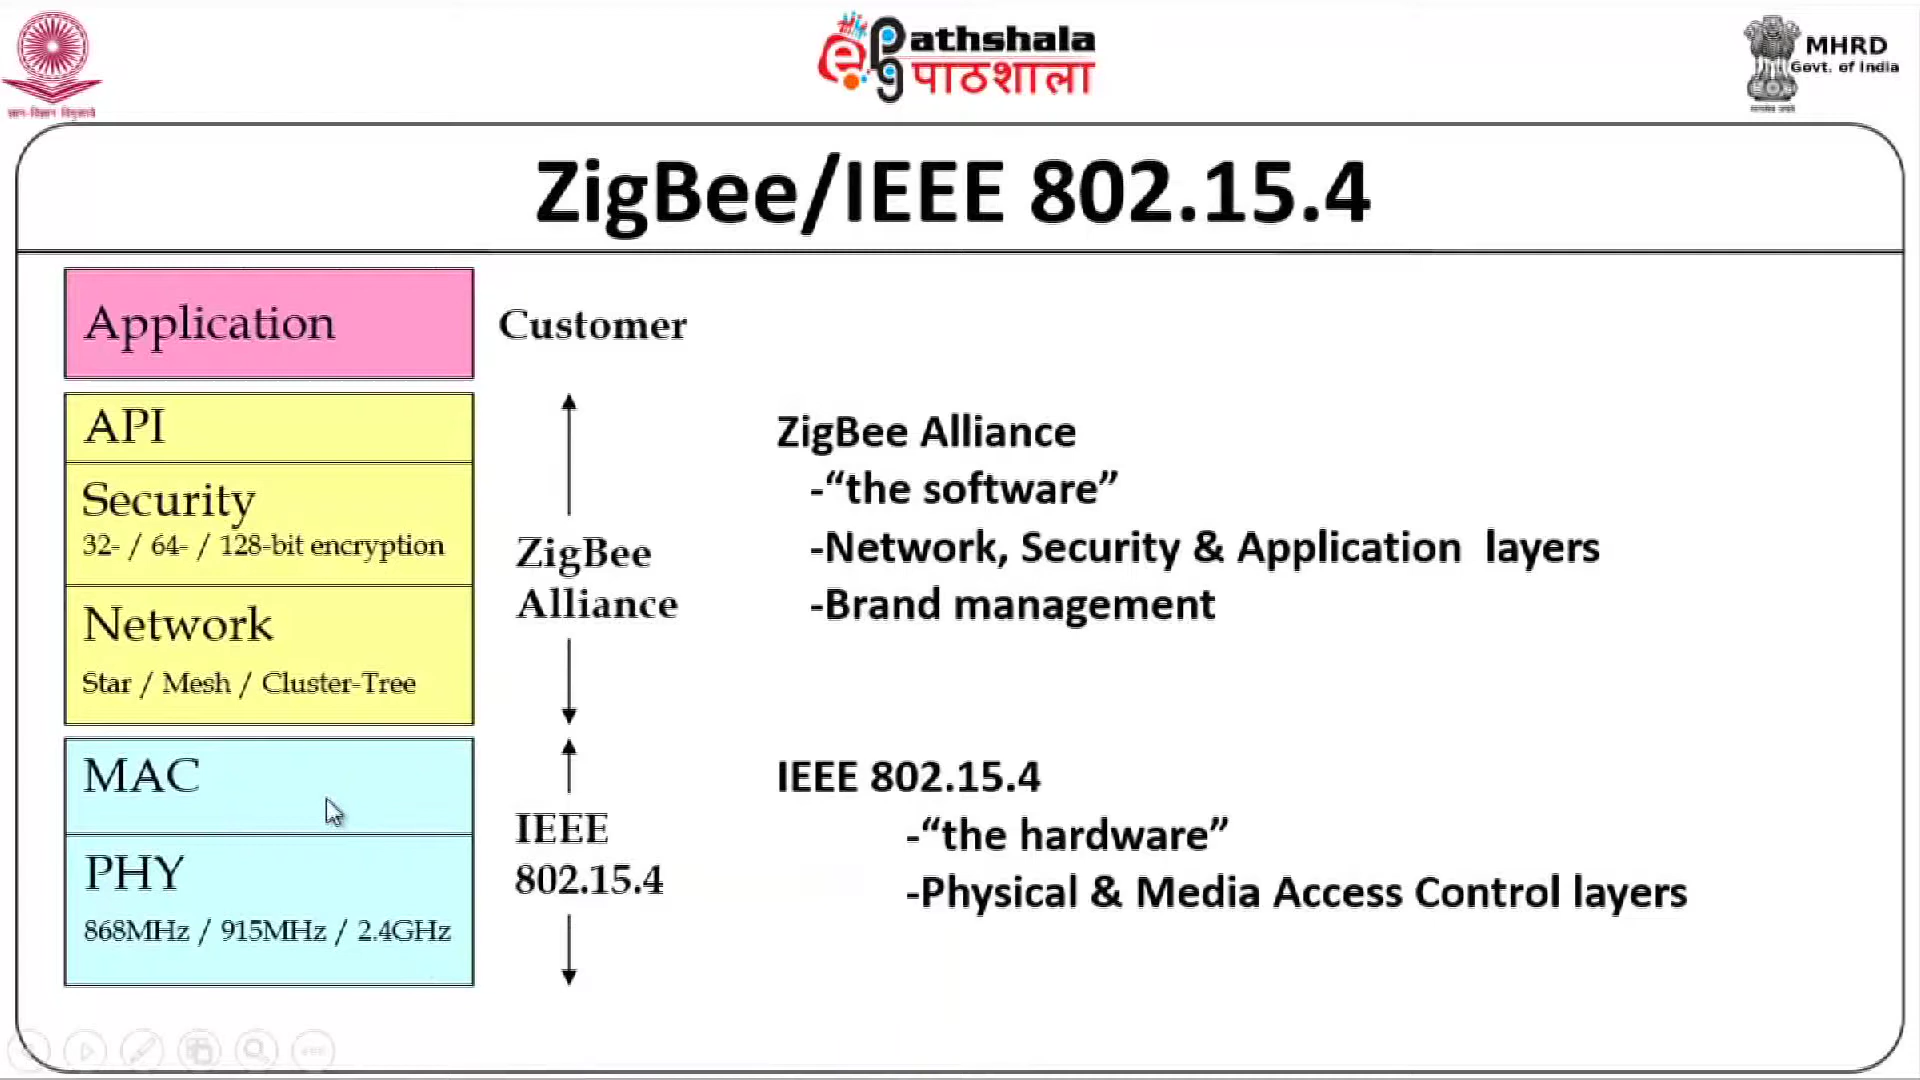 Pathshala
पाठशाला
MHRD
Govt. of India
ZigBee/IEEE 802.15.4
Application
Customer
API
Security
32- / 64- / 128-bit encryption
Network
Star / Mesh / Cluster-Tree
ZigBee
Alliance
ZigBee Alliance
-“the software”
-Network, Security & Application layers
-Brand management
MAC
PHY
868MHz / 915MHz / 2.4GHz
IEEE
802.15.4
IEEE 802.15.4
-“the hardware”
-Physical & Media Access Control layers